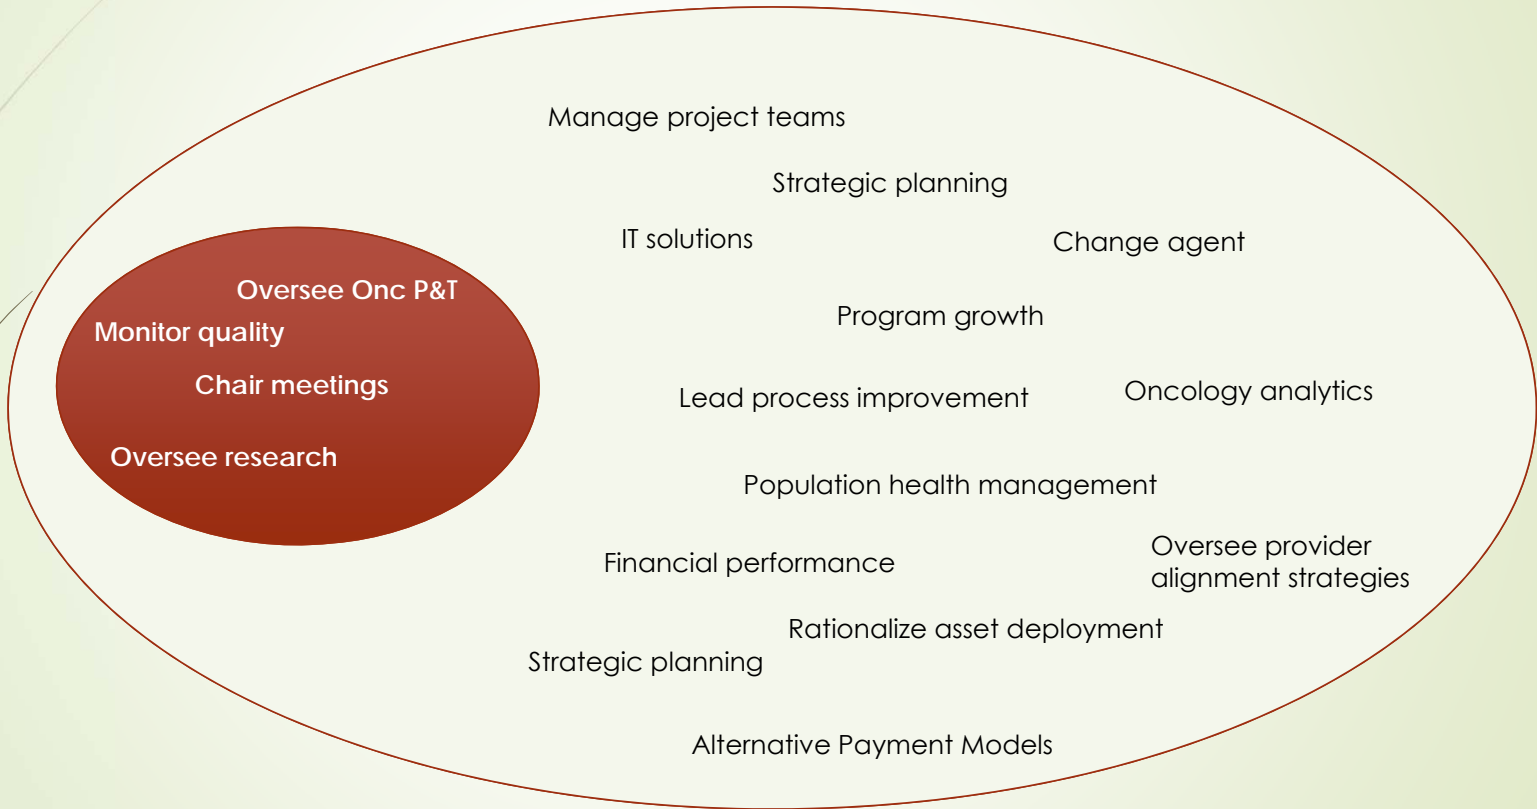 Manage project teams
Strategic planning
IT solutions
Change agent
Oversee Onc P&T
Monitor quality
Chair meetings
Oversee research
Program growth
Lead process improvement
Oncology analytics
Population health management
Financial performance
Oversee provider
alignment strategies
Rationalize asset deployment
Strategic planning
Alternative Payment Models